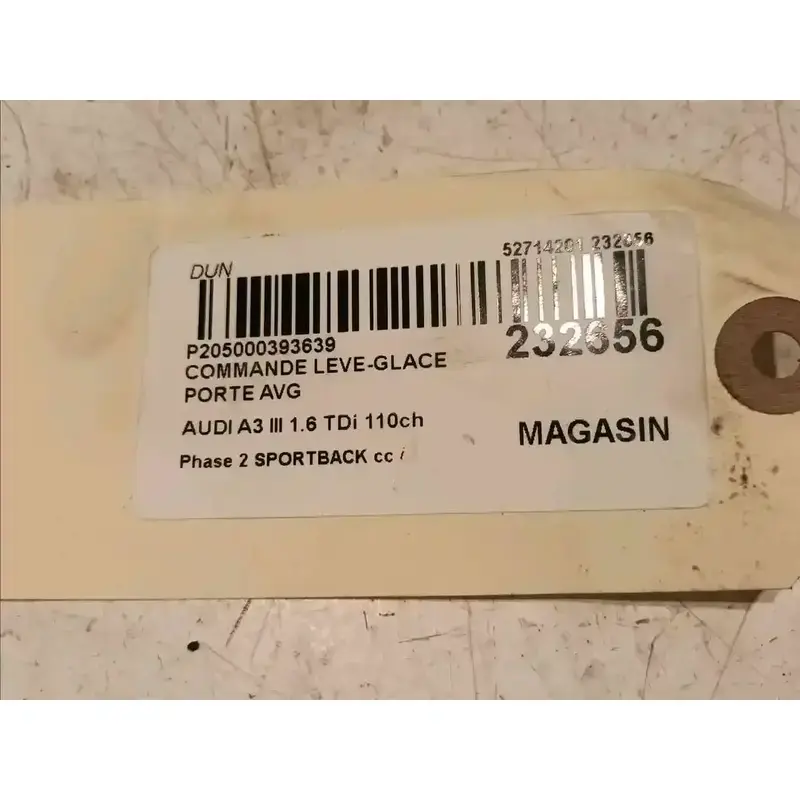 DUN
52714201 232656
P205000393639
232656
COMMANDE LEVE-GLACE
PORTE AVG
AUDI A3 III 1.6 TDi 110ch
MAGASIN
Phase 2 SPORTBACK cc i